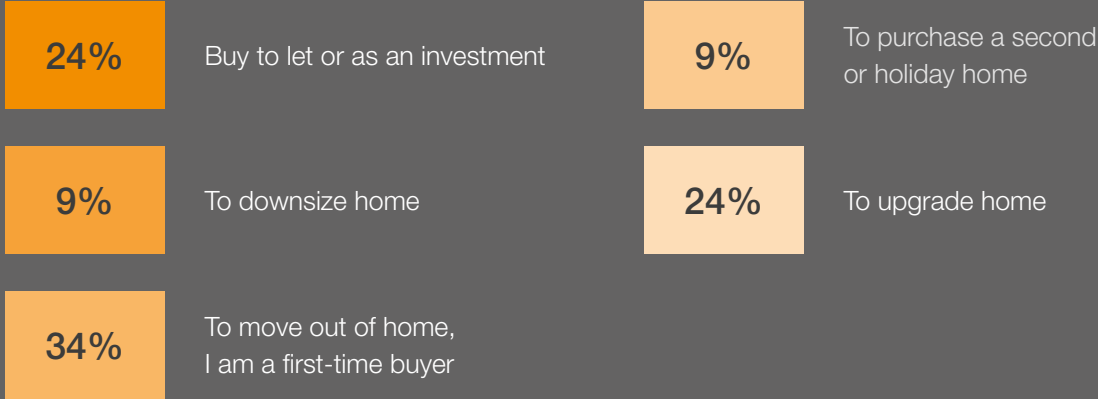 24%
Buy to let or as an investment
9%
To downsize home
34%
To move out of home,
I am a first-time buyer
9%
To purchase a second
or holiday home
24%
To upgrade home